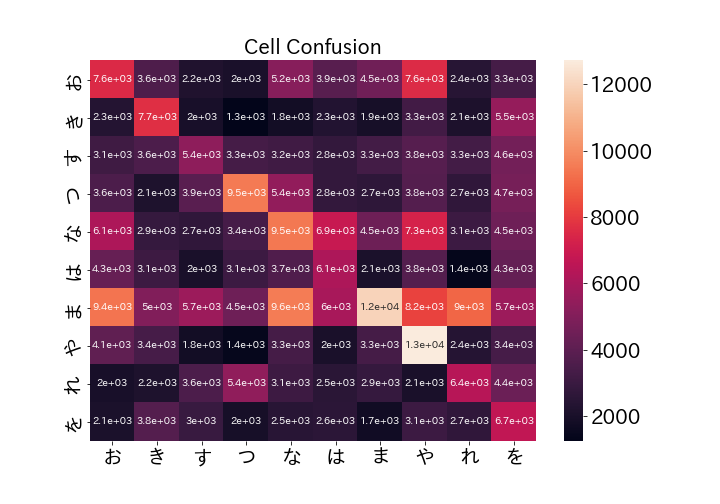 Cell Confusion
お 7.6e+03 3.6e+03 2.2e+03 2e+03 5.2e+03 3.9e+03 4.5e+03 7.6e+03 2.4e+03 3.3e+03
き 2.3e+03 7.7e+03 2e+03 1.3e+03 1.8e+03 2.3e+03 1.9e+03 3.3e+03 2.1e+03 5.5e+03
す 3.1e+03 3.6e+03 5.4e+03 3.3e+03 3.2e+03 2.8e+03 3.3e+03 3.8e+03 3.3e+03 4.6e+03
つ 3.6e+03 2.1e+03 3.9e+03 9.5e+03 5.4e+03 2.8e+03 2.7e+03 3.8e+03 2.7e+03 4.7e+03
な 6.1e+03 2.9e+03 2.7e+03 3.4e+03 9.5e+03 6.9e+03 4.5e+03 7.3e+03 3.1e+03 4.5e+03
は 4.3e+03 3.1e+03 2e+03 3.1e+03 3.7e+03 6.1e+03 2.1e+03 3.8e+03 1.4e+03 4.3e+03
ま 9.4e+03 5e+03 5.7e+03 4.5e+03 9.6e+03 6e+03 1.2e+04 8.2e+03 9e+03 5.7e+03
や 4.1e+03 3.4e+03 1.8e+03 1.4e+03 3.3e+03 2e+03 3.3e+03 1.3e+04 2.4e+03 3.4e+03
れ 2e+03 2.2e+03 3.6e+03 5.4e+03 3.1e+03 2.5e+03 2.9e+03 2.1e+03 6.4e+03 4.4e+03
を 2.1e+03 3.8e+03 3e+03 2e+03 2.5e+03 2.6e+03 1.7e+03 3.1e+03 2.7e+03 6.7e+03
お き す つ な は ま や れ を
12000
10000
8000
6000
4000
2000